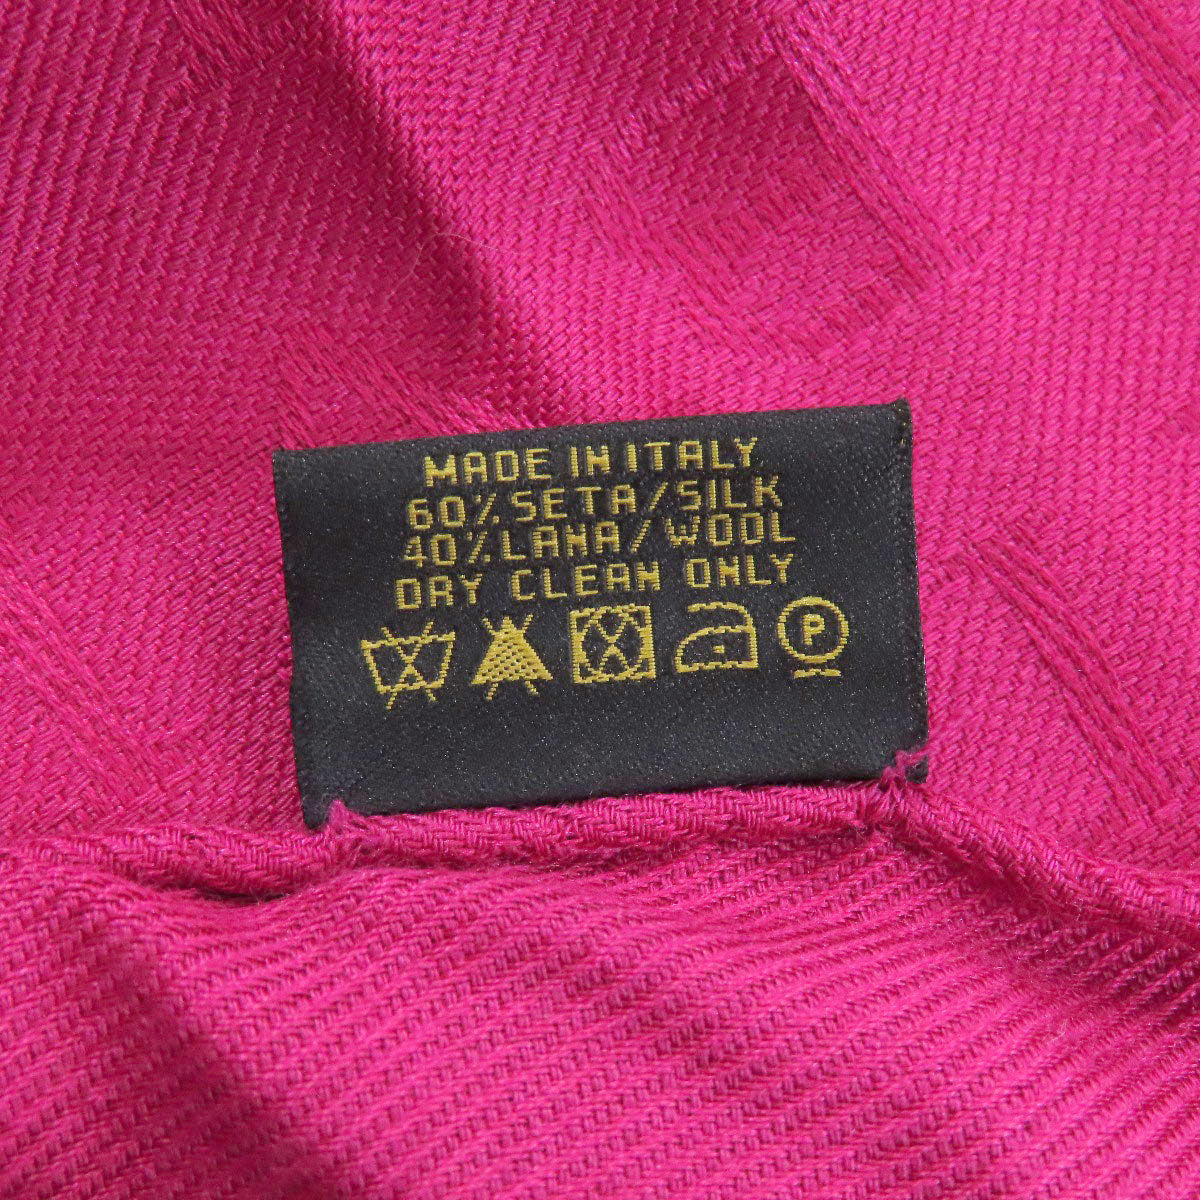 MADE IN ITALY
60% SETA/SILK
40% LANA/WOOL
DRY CLEAN ONLY
P